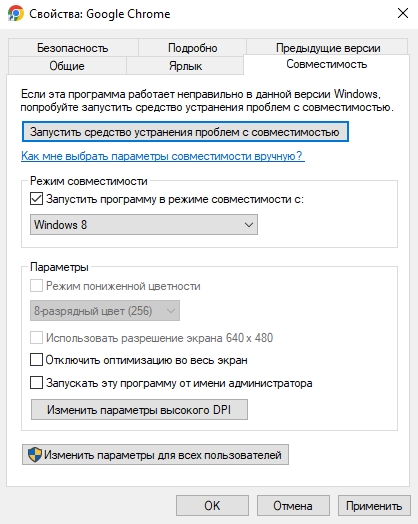 Свойства: Google Chrome
Безопасность Подробно Предыдущие версии
Общие Ярлык Совместимость
Если эта программа работает неправильно в данной версии Windows,
попробуйте запустить средство устранения проблем с совместимостью.
Запустить средство устранения проблем с совместимостью
Как мне выбрать параметры совместимости вручную?
Режим совместимости
Запустить программу в режиме совместимости с:
Windows 8
Параметры
Режим пониженной цветности
8-разрядный цвет (256)
Использовать разрешение экрана 640 x 480
Отключить оптимизацию во весь экран
Запускать эту программу от имени администратора
Изменить параметры высокого DPI
Изменить параметры для всех пользователей
ОК Отмена Применить